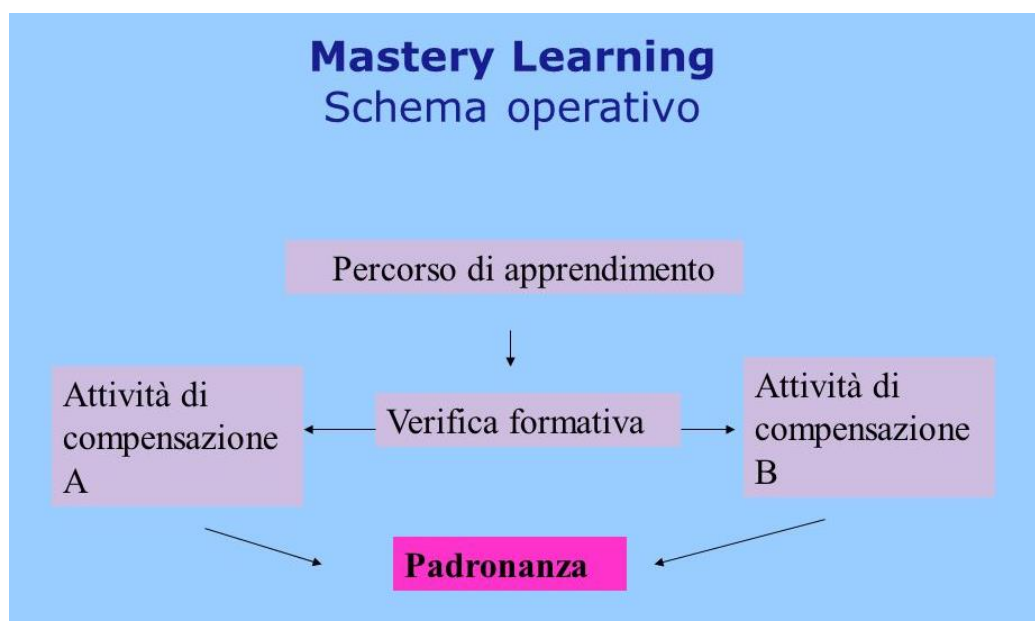 Mastery Learning
Schema operativo
Percorso di apprendimento
Attività di
compensazione
A
Verifica formativa
Attività di
compensazione
B
Padronanza